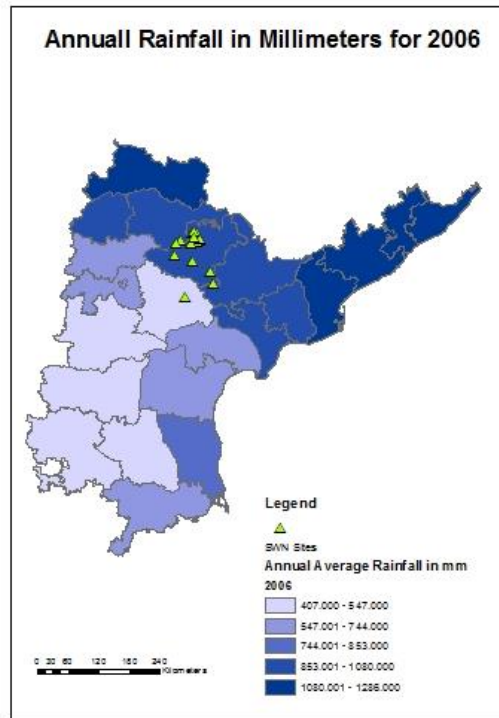 Annuall Rainfall in Millimeters for 2006
Legend
SWN Sites
Annual Average Rainfall in mm
2006
407.000 - 547.000
547.001 - 744.000
744.001 - 853.000
853.001 - 1080.000
1080.001 - 1286.000
0 30 60 120 180 240
Kilometers